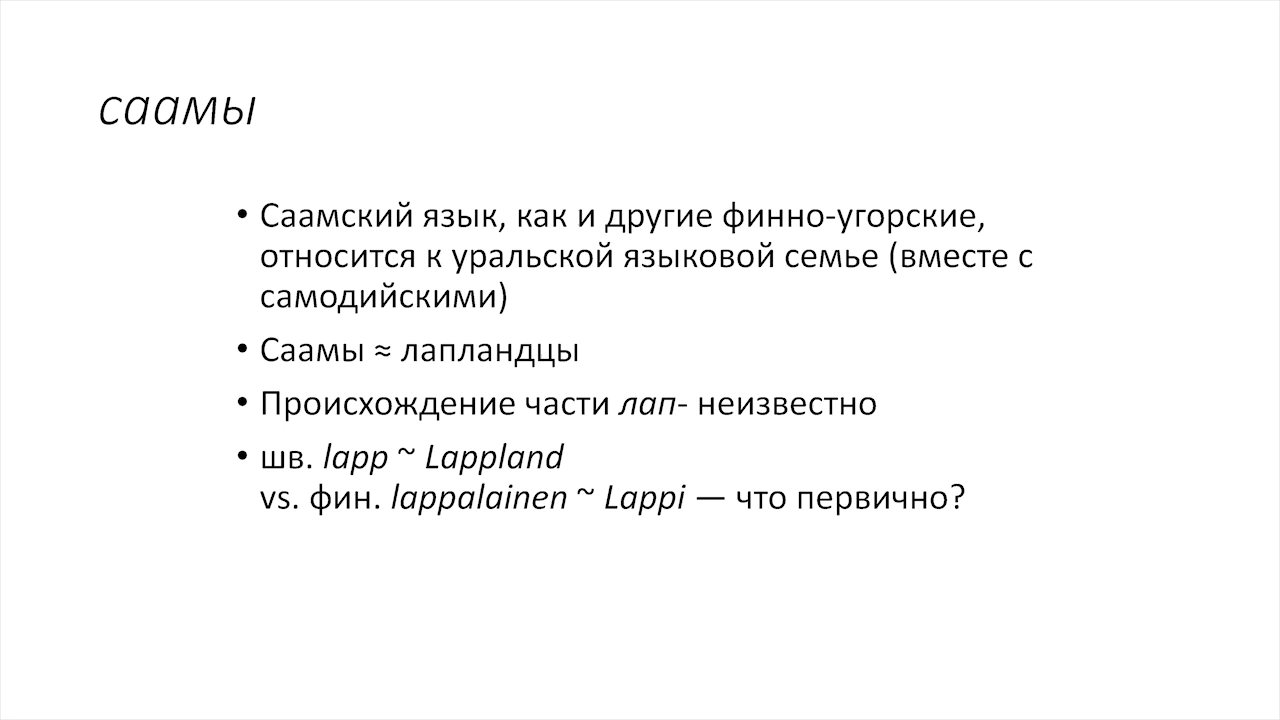 саамы
• Саамский язык, как и другие финно-угорские,
относится к уральской языковой семье (вместе с
самодийскими)
• Саамы ≈ лапландцы
• Происхождение части лап- неизвестно
• шв. lapp ~ Lappland
vs. фин. lappalainen ~ Lappi — что первично?